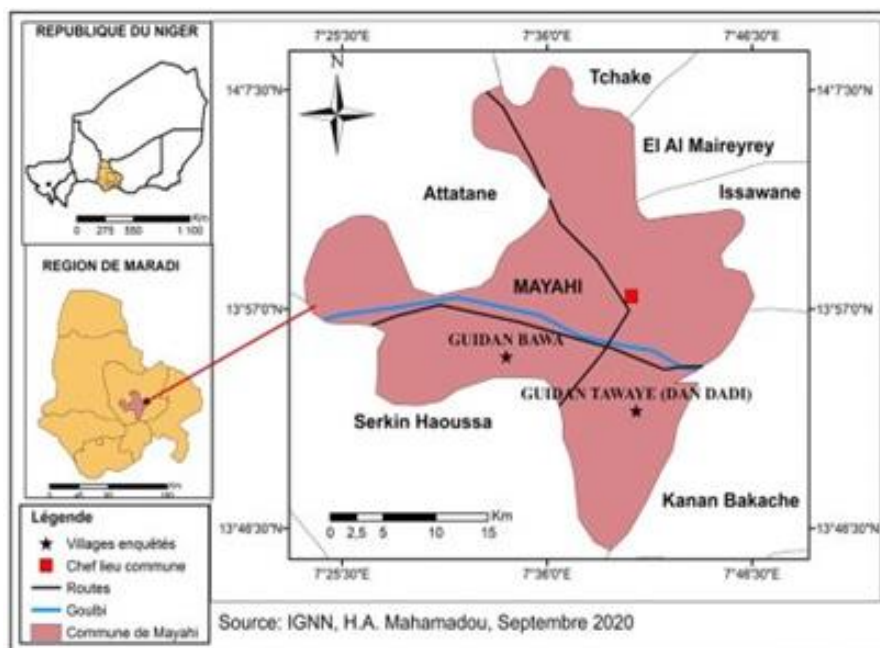 REPUBLIQUE DU NIGER
Km
0 275 550 1 100
REGION DE MARADI
Km
Légende
Villages enquêtés
Chef lieu commune
Routes
Goulbi
Commune de Mayahi
7°25'30"E 7°36'0"E 7°46'30"E
N
14°7'30"N
14°7'30"N
Tchake
El Al Maireyrey
Issawane
Attatane
MAYAHI
13°57'0"N
13°57'0"N
GUIDAN BAWA
GUIDAN TAWAYE (DAN DADI)
Serkin Haoussa
Kanan Bakache
Km
0 2,5 5 10 15
13°46'30"N
13°46'30"N
7°25'30"E 7°36'0"E 7°46'30"E
Source: IGNN, H.A. Mahamadou, Septembre 2020